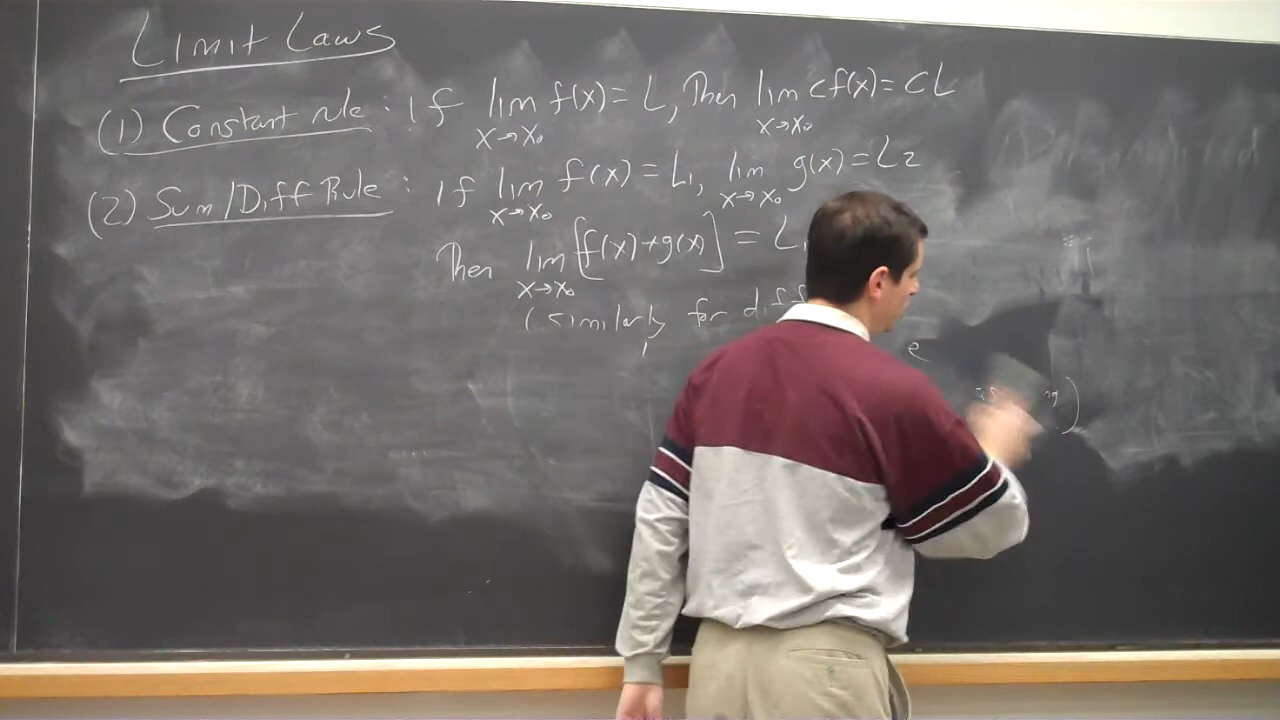 Limit Laws
(1) Constant rule : If lim x→x₀ f(x) = L, Then lim x→x₀ cf(x) = cL
(2) Sum/Diff Rule : If lim x→x₀ f(x) = L₁, lim x→x₀ g(x) = L₂
Then lim x→x₀ [f(x)+g(x)] = L₁
(similarly for diff
e